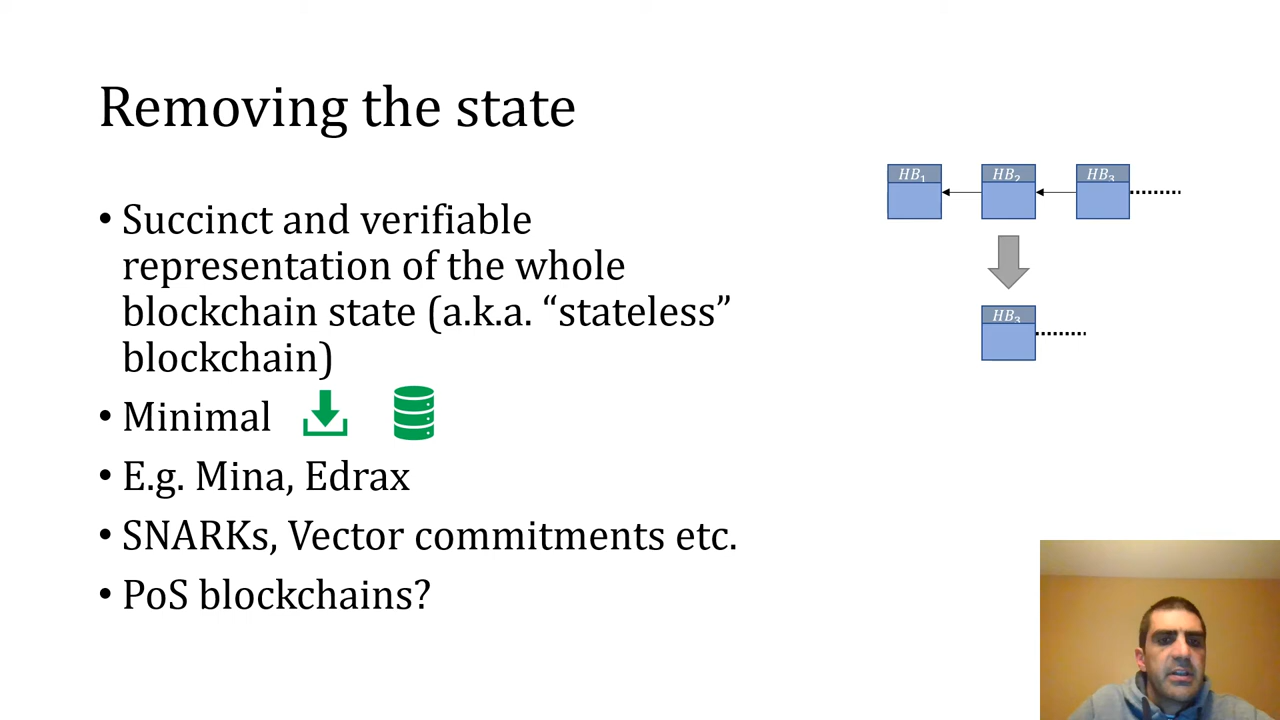 Removing the state
HB₁ HB₂ HB₃
• Succinct and verifiable
representation of the whole
blockchain state (a.k.a. “stateless”
blockchain)
HB₃
• Minimal
• E.g. Mina, Edrax
• SNARKs, Vector commitments etc.
• PoS blockchains?